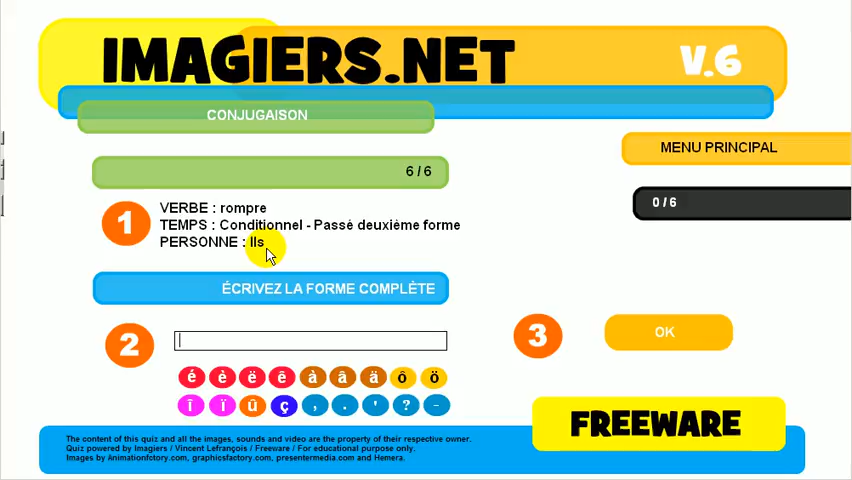 IMAGIERS.NET
V.6
CONJUGAISON
MENU PRINCIPAL
6 / 6
0 / 6
1
VERBE : rompre
TEMPS : Conditionnel - Passé deuxième forme
PERSONNE : Ils
ÉCRIVEZ LA FORME COMPLÈTE
2
3
OK
é è ë ê à â ä ô ö
î ï û ç , . ' ? -
FREEWARE
The content of this quiz and all the images, sounds and video are the property of their respective owner.
Quiz powered by Imagiers / Vincent Lefrançois / Freeware / For educational purpose only.
Images by Animationfctory.com, graphicsfactory.com, presentermedia.com and Hemera.